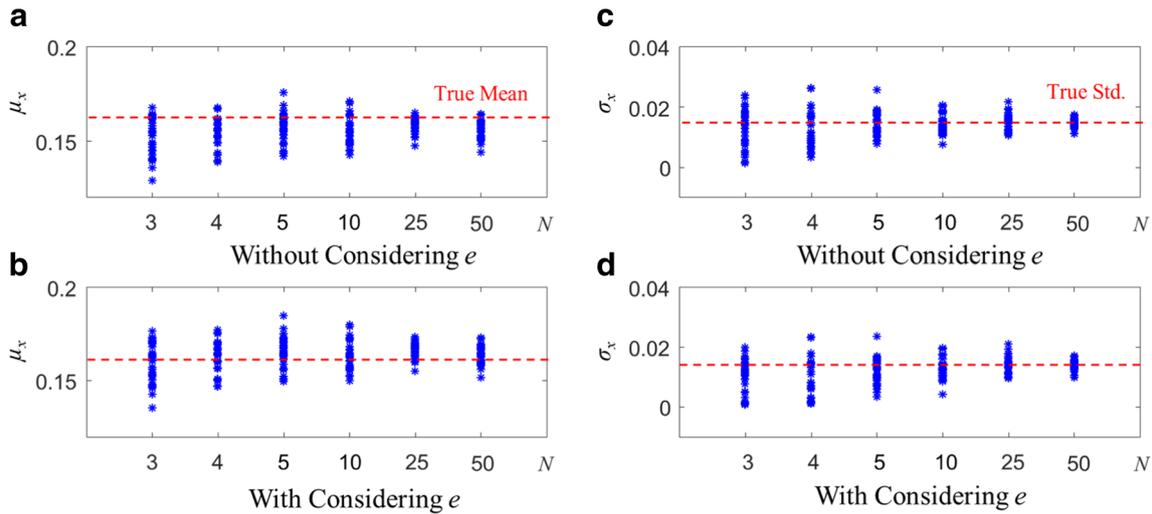 a
0.2
0.15
μx
True Mean
3 4 5 10 25 50 N
Without Considering e
b
0.2
0.15
μx
3 4 5 10 25 50 N
With Considering e
c
0.04
0.02
0
σx
True Std.
3 4 5 10 25 50 N
Without Considering e
d
0.04
0.02
0
σx
3 4 5 10 25 50 N
With Considering e